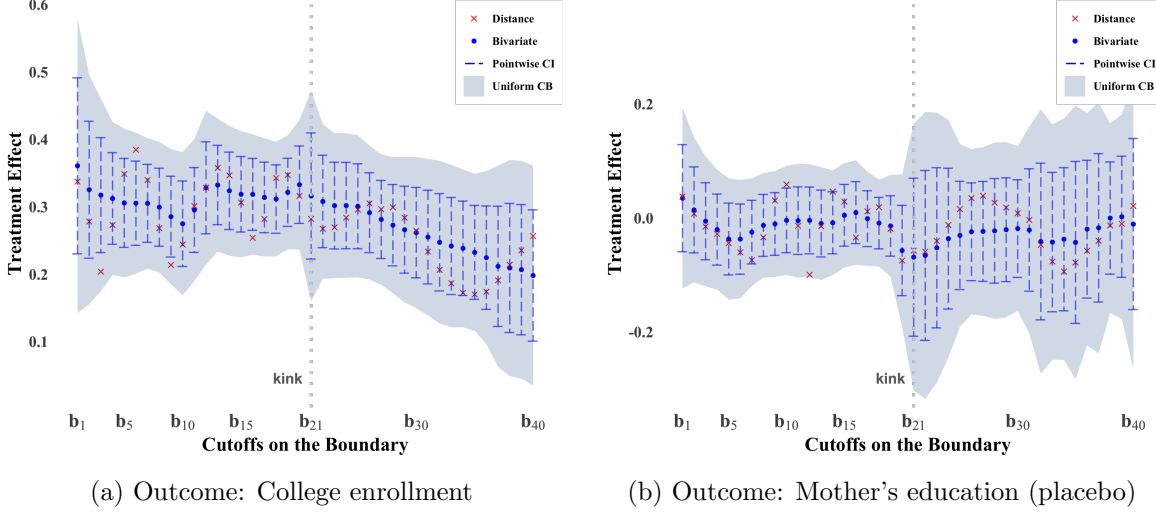 0.6
0.5
0.4
0.3
0.2
0.1
Treatment Effect
Distance
Bivariate
Pointwise CI
Uniform CB
kink
b1 b5 b10 b15 b21 b30 b40
Cutoffs on the Boundary
(a) Outcome: College enrollment
0.2
0.0
-0.2
Treatment Effect
Distance
Bivariate
Pointwise CI
Uniform CB
kink
b1 b5 b10 b15 b21 b30 b40
Cutoffs on the Boundary
(b) Outcome: Mother's education (placebo)